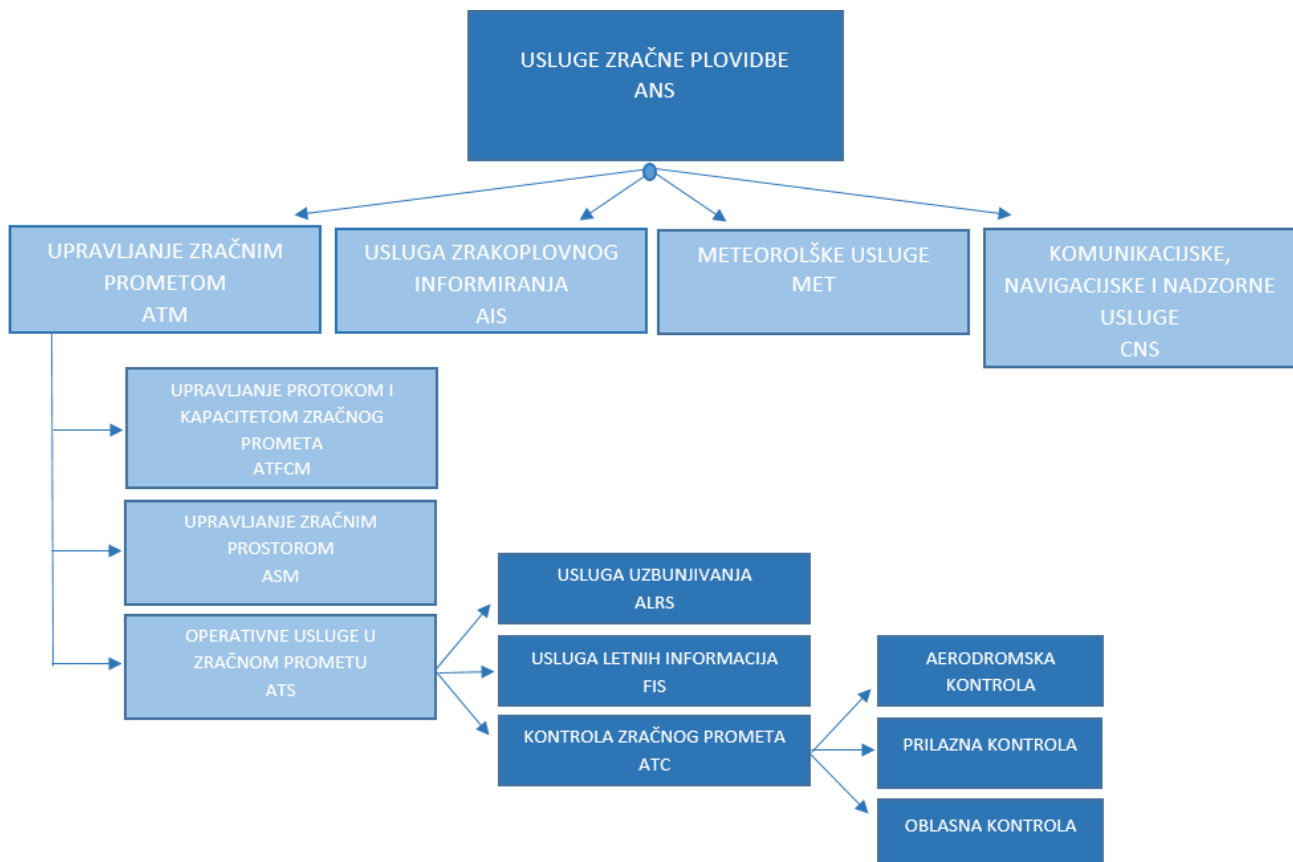 USLUGE ZRAČNE PLOVIDBE
ANS
UPRAVLJANJE ZRAČNIM
PROMETOM
ATM
USLUGA ZRAKOPLOVNOG
INFORMIRANJA
AIS
METEOROLŠKE USLUGE
MET
KOMUNIKACIJSKE,
NAVIGACIJSKE I NADZORNE
USLUGE
CNS
UPRAVLJANJE PROTOKOM I
KAPACITETOM ZRAČNOG
PROMETA
ATFCM
UPRAVLJANJE ZRAČNIM
PROSTOROM
ASM
OPERATIVNE USLUGE U
ZRAČNOM PROMETU
ATS
USLUGA UZBUNJIVANJA
ALRS
USLUGA LETNIH INFORMACIJA
FIS
KONTROLA ZRAČNOG PROMETA
ATC
AERODROMSKA
KONTROLA
PRILAZNA KONTROLA
OBLASNA KONTROLA